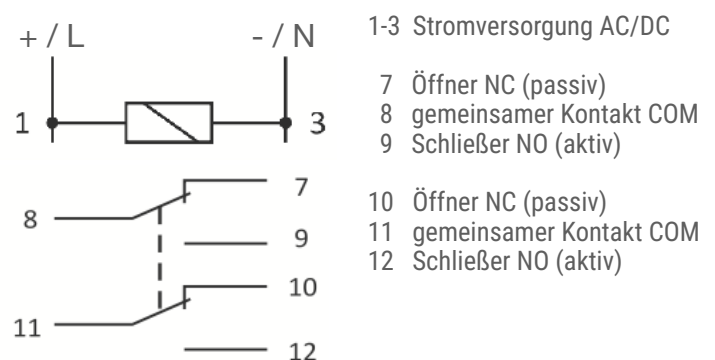 + / L
- / N
1
3
8
7
9
11
10
12
1-3 Stromversorgung AC/DC
7 Öffner NC (passiv)
8 gemeinsamer Kontakt COM
9 Schließer NO (aktiv)
10 Öffner NC (passiv)
11 gemeinsamer Kontakt COM
12 Schließer NO (aktiv)